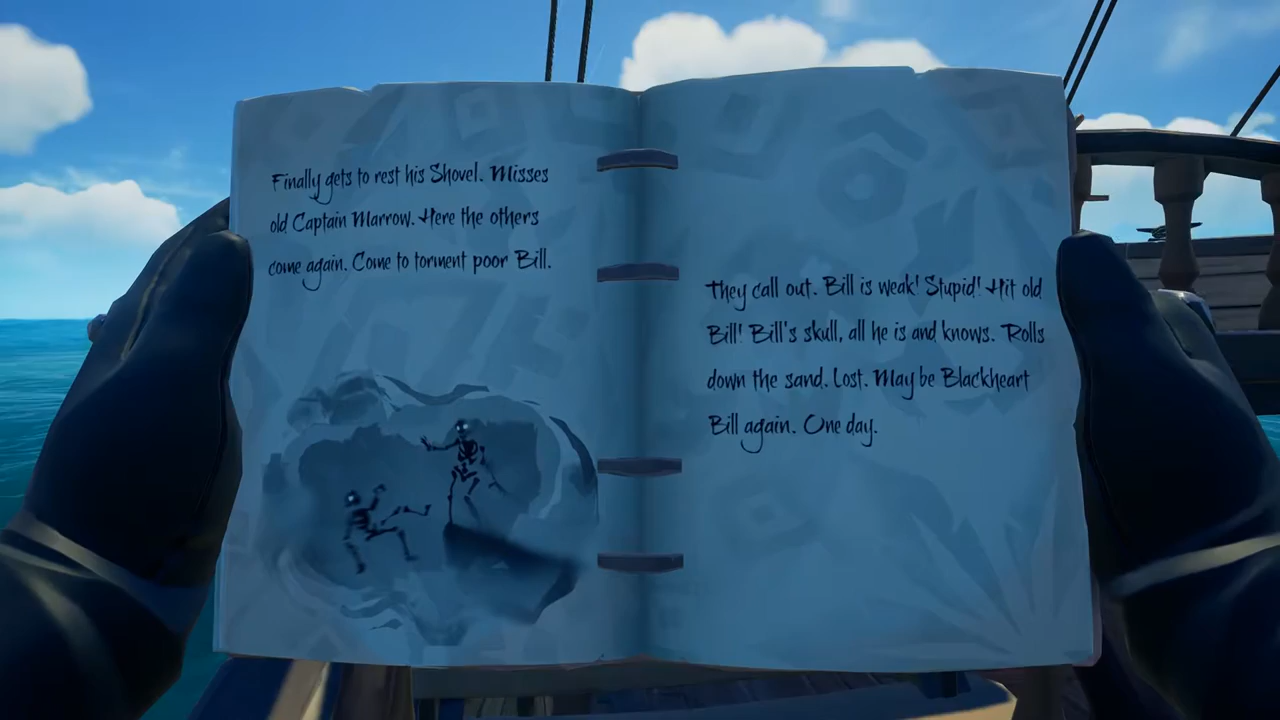 Finally gets to rest his Shovel. Misses
old Captain Marrow. Here the others
come again. Come to torment poor Bill.
They call out. Bill is weak! Stupid! Hit old
Bill! Bill's skull, all he is and knows. Rolls
down the sand. Lost. May be Blackheart
Bill again. One day.